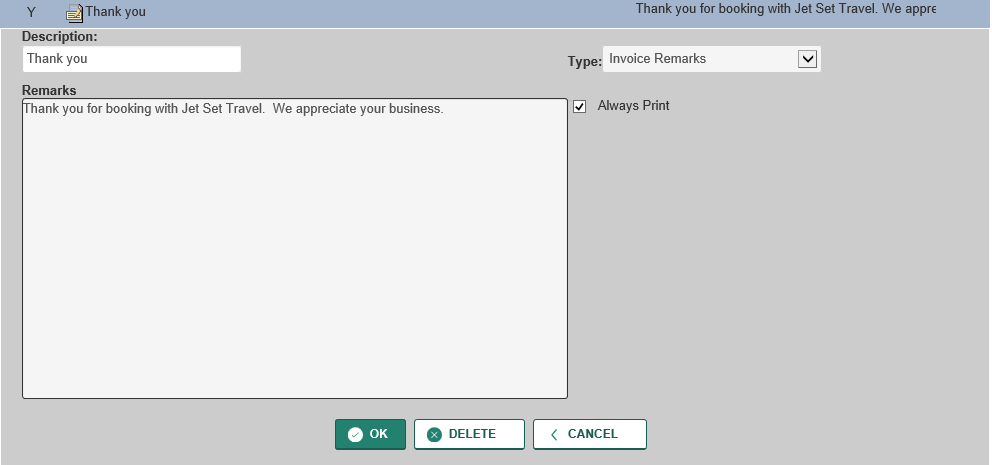 Y Thank you Thank you for booking with Jet Set Travel. We appre
Description:
Thank you
Type: Invoice Remarks
Remarks
Thank you for booking with Jet Set Travel.  We appreciate your business.
Always Print
OK DELETE CANCEL